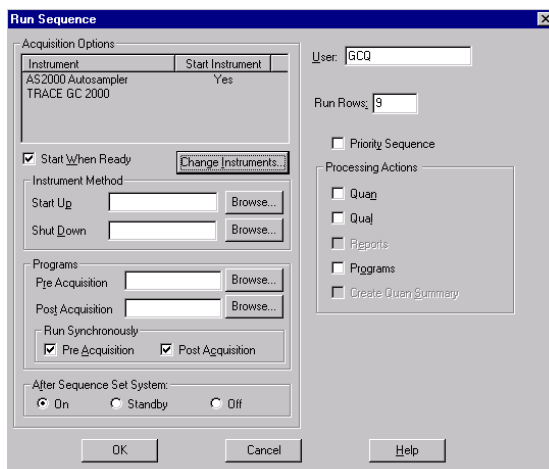 Run Sequence
Acquisition Options
Instrument Start Instrument
AS2000 Autosampler Yes
TRACE GC 2000
Start When Ready
Change Instruments...
Instrument Method
Start Up Browse...
Shut Down Browse...
Programs
Pre Acquisition Browse...
Post Acquisition Browse...
Run Synchronously
Pre Acquisition Post Acquisition
After Sequence Set System:
On Standby Off
User: GCQ
Run Rows: 9
Priority Sequence
Processing Actions
Quan
Qual
Reports
Programs
Create Quan Summary
OK Cancel Help